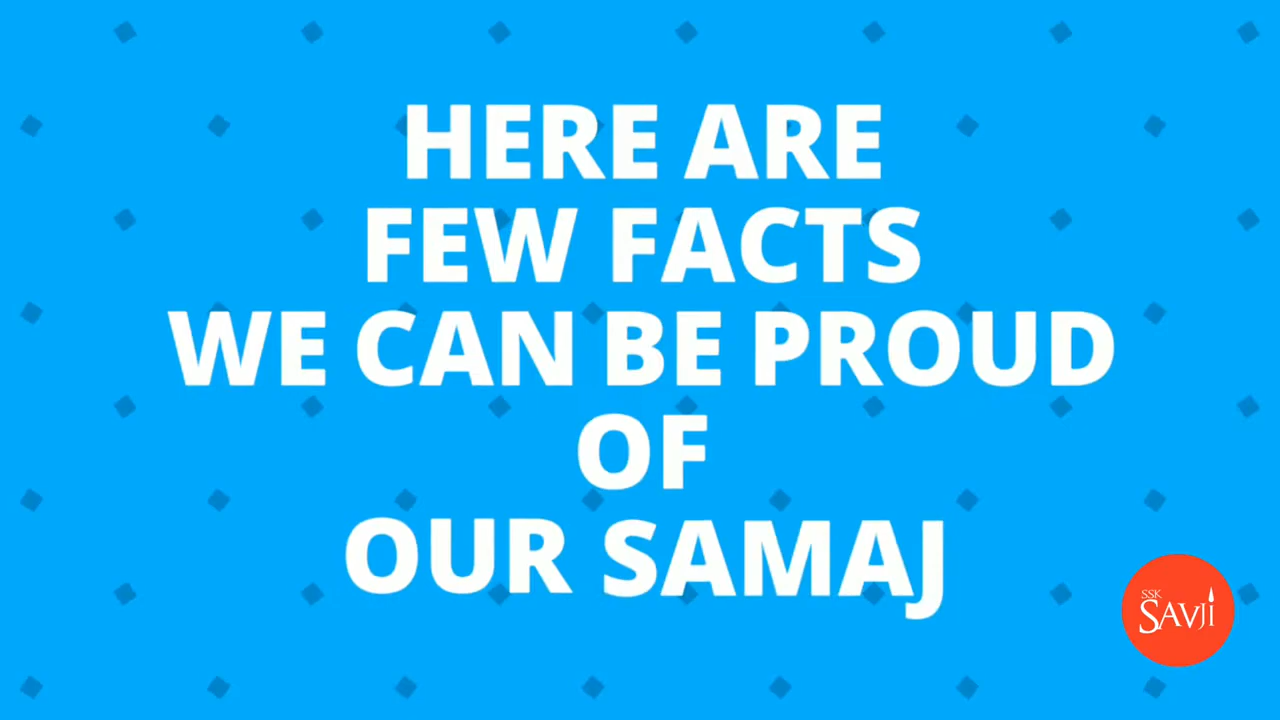 HERE ARE
FEW FACTS
WE CAN BE PROUD
OF
OUR SAMAJ
SSK
SAVJI